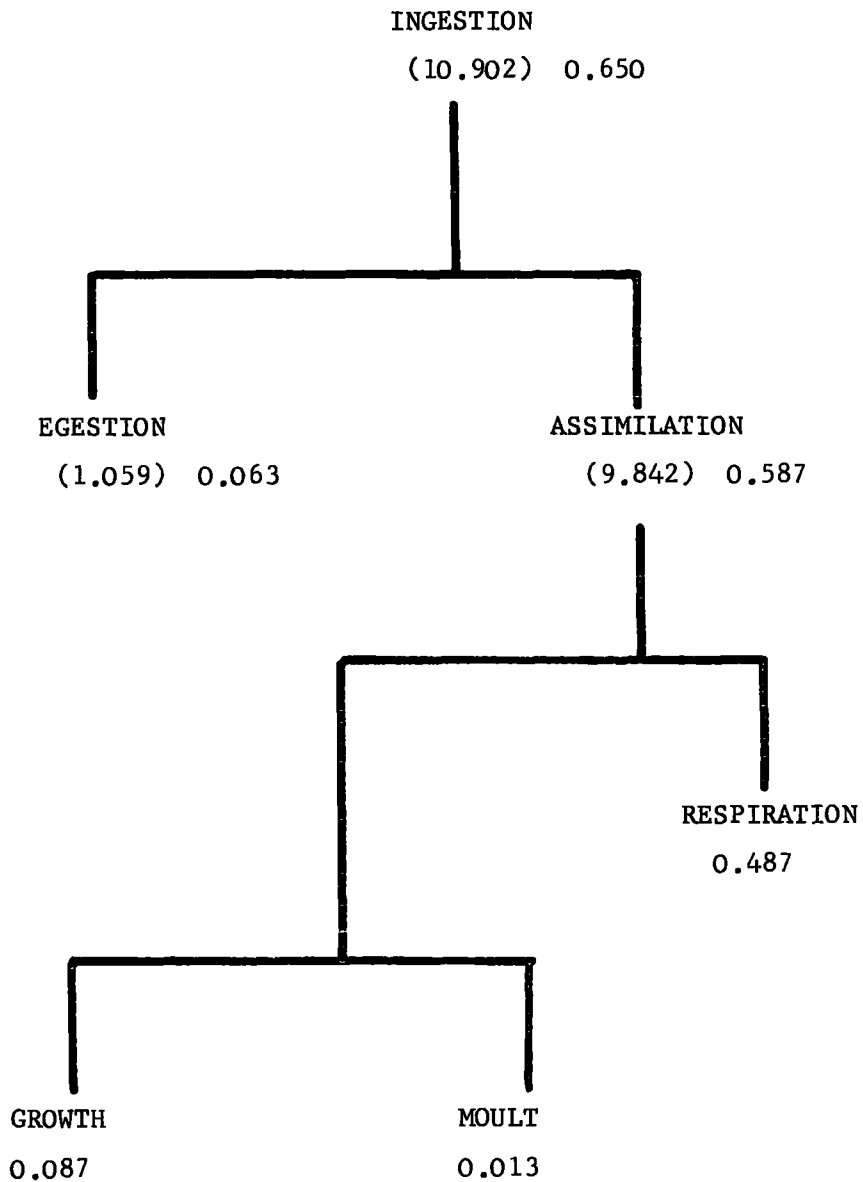 INGESTION
(10.902) 0.650
EGESTION
(1.059) 0.063
ASSIMILATION
(9.842) 0.587
RESPIRATION
0.487
GROWTH
0.087
MOULT
0.013